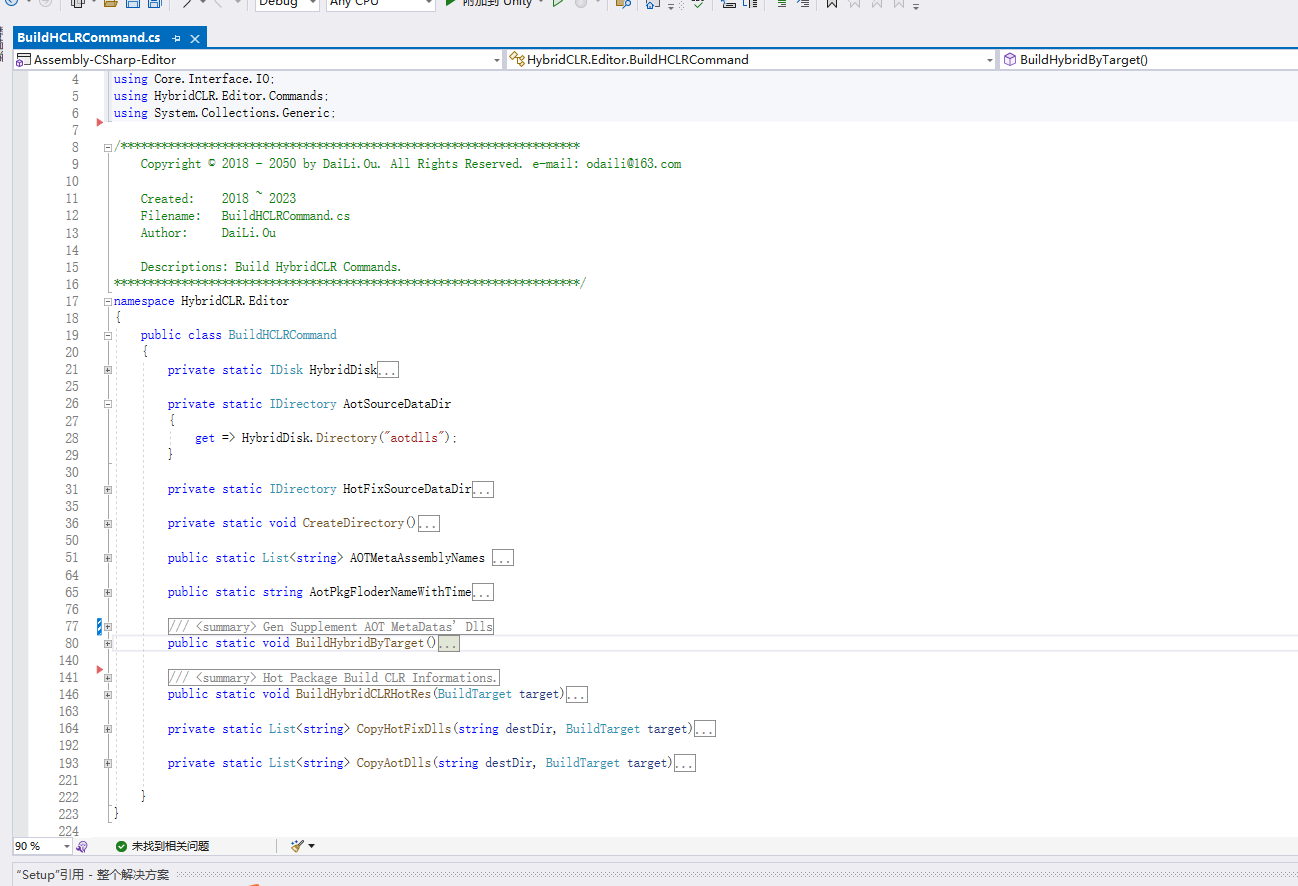 Debug Any CPU 附加到 Unity
BuildHCLRCommand.cs
Assembly-CSharp-Editor HybridCLR.Editor.BuildHCLRCommand BuildHybridByTarget()
4 using Core.Interface.IO;
5 using HybridCLR.Editor.Commands;
6 using System.Collections.Generic;
7
8 /*********************************************************************
9 Copyright © 2018 - 2050 by DaiLi.Ou. All Rights Reserved. e-mail: odaili@163.com
10
11 Created: 2018 ~ 2023
12 Filename: BuildHCLRCommand.cs
13 Author: DaiLi.Ou
14
15 Descriptions: Build HybridCLR Commands.
16 *********************************************************************/
17 namespace HybridCLR.Editor
18 {
19 public class BuildHCLRCommand
20 {
21 private static IDisk HybridDisk...
25
26 private static IDirectory AotSourceDataDir
27 {
28 get => HybridDisk.Directory("aotdlls");
29 }
30
31 private static IDirectory HotFixSourceDataDir...
35
36 private static void CreateDirectory()...
50
51 public static List<string> AOTMetaAssemblyNames ...
64
65 public static string AotPkgFloderNameWithTime...
76
77 /// <summary> Gen Supplement AOT MetaDatas' Dlls
80 public static void BuildHybridByTarget()...
140
141 /// <summary> Hot Package Build CLR Informations.
146 public static void BuildHybridCLRHotRes(BuildTarget target)...
163
164 private static List<string> CopyHotFixDlls(string destDir, BuildTarget target)...
192
193 private static List<string> CopyAotDlls(string destDir, BuildTarget target)...
221
222 }
223 }
224
90 % 未找到相关问题
"Setup"引用 - 整个解决方案